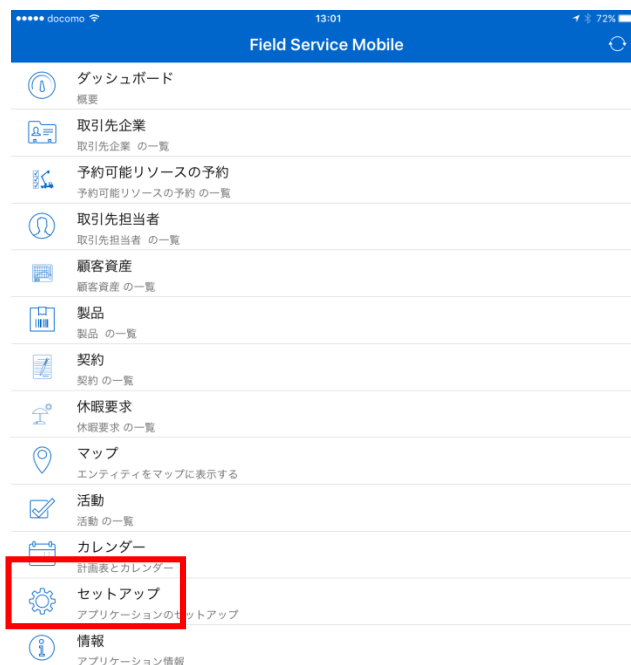 docomo 13:01 72%
Field Service Mobile
ダッシュボード
概要
取引先企業
取引先企業 の一覧
予約可能リソースの予約
予約可能リソースの予約 の一覧
取引先担当者
取引先担当者 の一覧
顧客資産
顧客資産 の一覧
製品
製品 の一覧
契約
契約 の一覧
休暇要求
休暇要求 の一覧
マップ
エンティティをマップに表示する
活動
活動 の一覧
カレンダー
計画表とカレンダー
セットアップ
アプリケーションのセットアップ
情報
アプリケーション情報